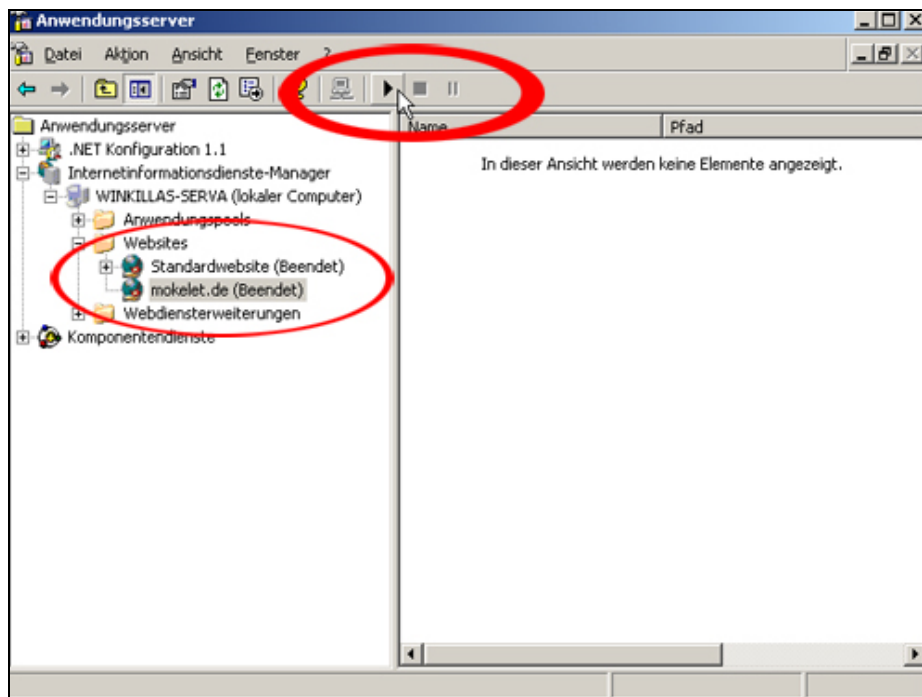 Anwendungsserver
Datei Aktion Ansicht Fenster ?
Anwendungsserver
.NET Konfiguration 1.1
Internetinformationsdienste-Manager
WINKILLAS-SERVA (lokaler Computer)
Anwendungspools
Websites
Standardwebsite (Beendet)
mokelet.de (Beendet)
Webdiensterweiterungen
Komponentendienste
Name Pfad
In dieser Ansicht werden keine Elemente angezeigt.